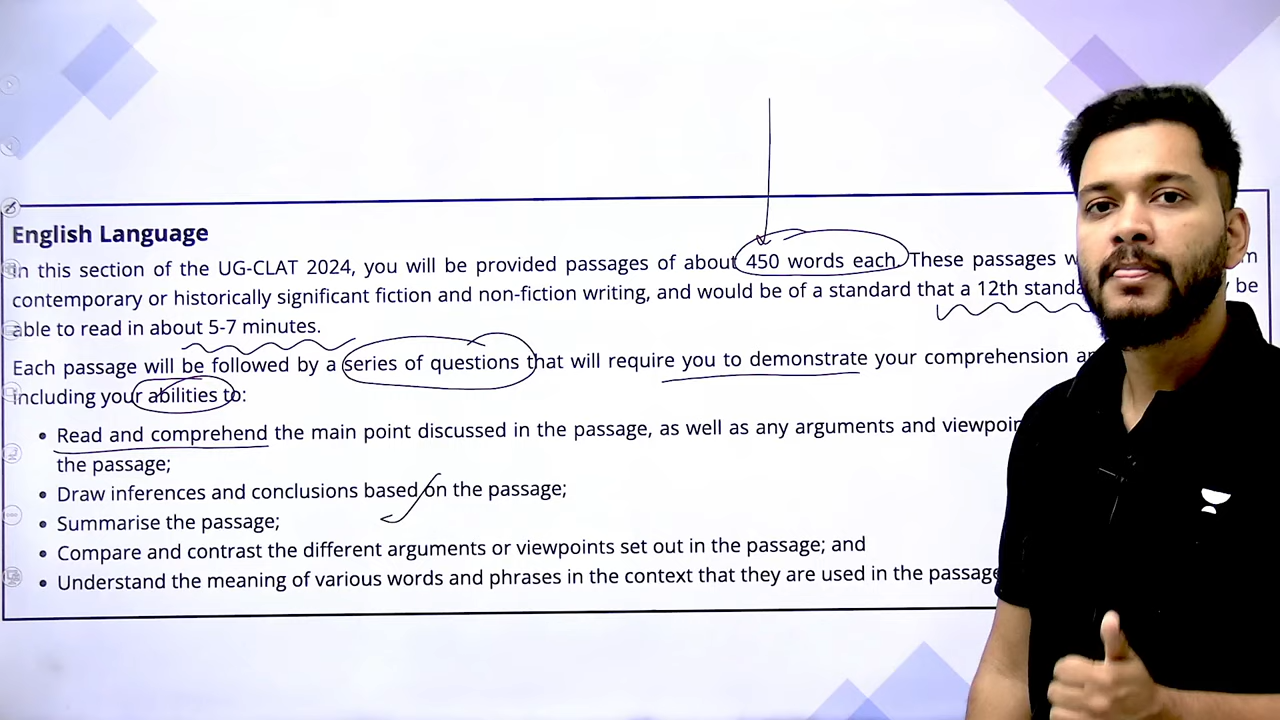 English Language
In this section of the UG-CLAT 2024, you will be provided passages of about 450 words each. These passages
contemporary or historically significant fiction and non-fiction writing, and would be of a standard that a 12th be
able to read in about 5-7 minutes.
Each passage will be followed by a series of questions that will require you to demonstrate your comprehension
including your abilities to:
• Read and comprehend the main point discussed in the passage, as well as any arguments and
the passage;
• Draw inferences and conclusions based on the passage;
• Summarise the passage;
• Compare and contrast the different arguments or viewpoints set out in the passage; and
• Understand the meaning of various words and phrases in the context that they are used in the passage